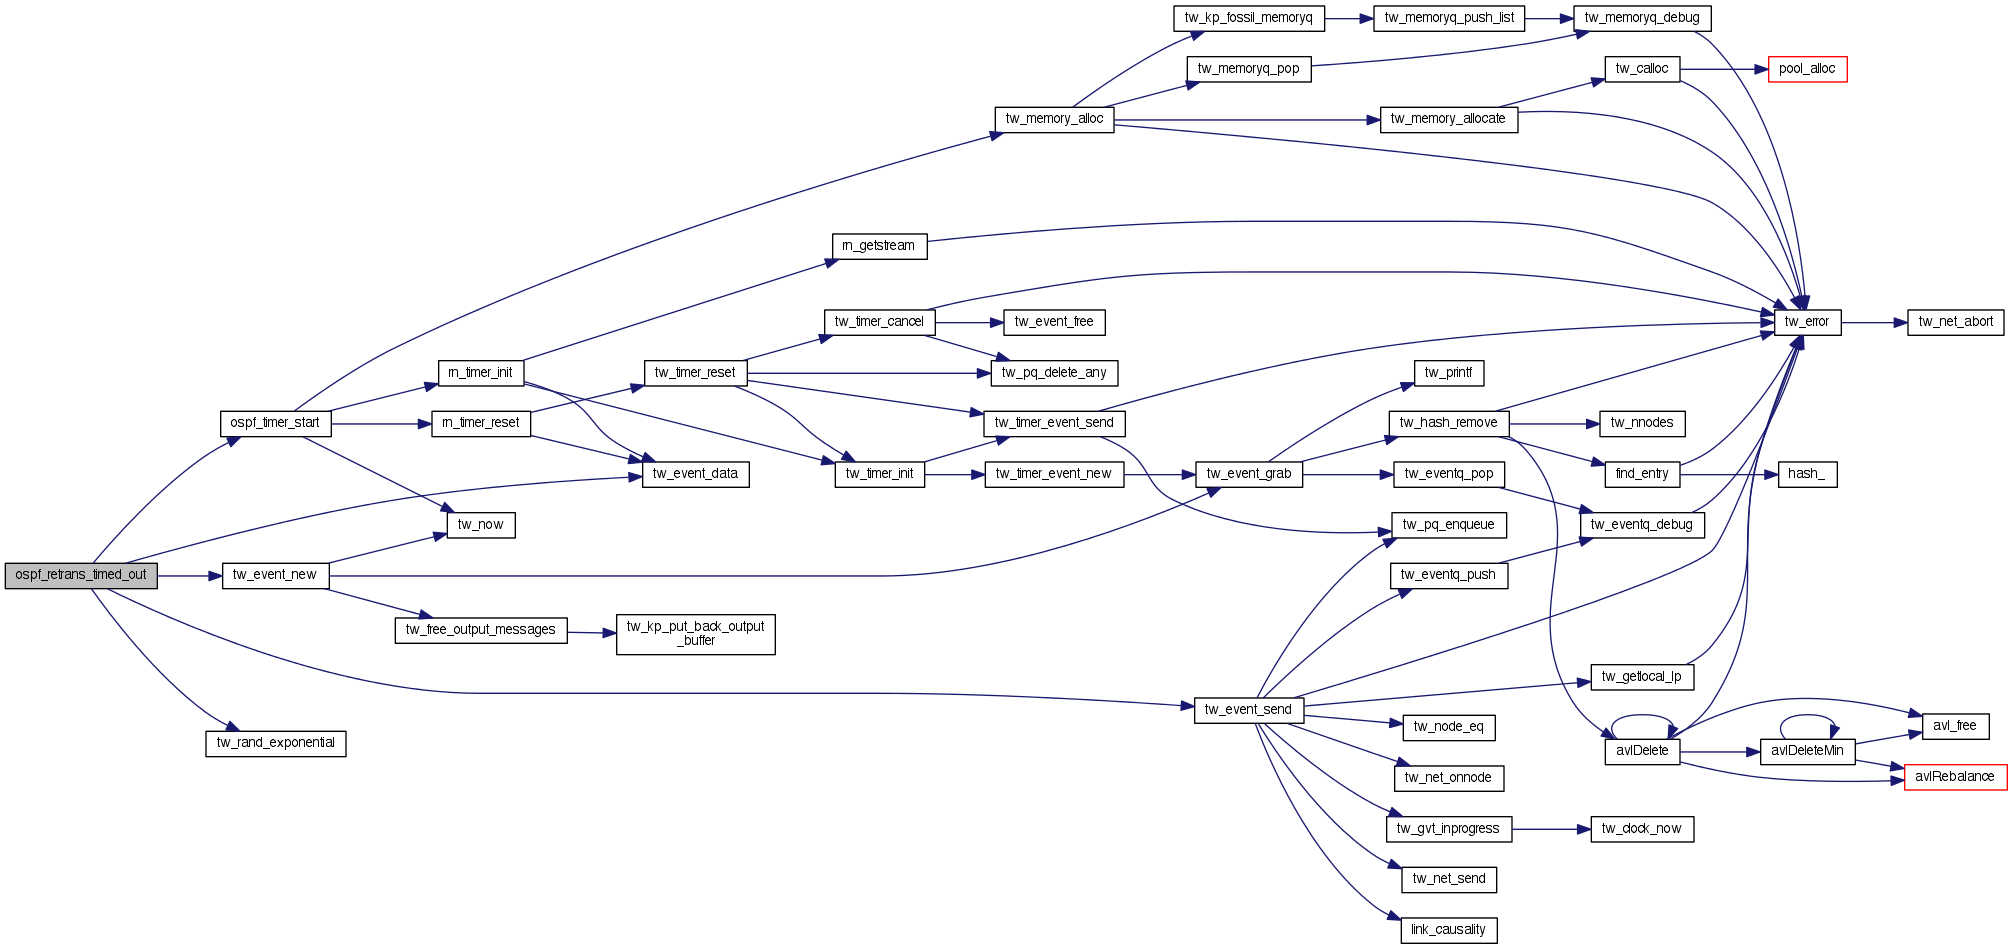 tw_kp_fossil_memoryq
tw_memoryq_push_list
tw_memoryq_debug
tw_memoryq_pop
tw_calloc
pool_alloc
tw_memory_alloc
tw_memory_allocate
rn_getstream
tw_timer_cancel
tw_event_free
tw_error
tw_net_abort
rn_timer_init
tw_timer_reset
tw_pq_delete_any
tw_printf
ospf_timer_start
rn_timer_reset
tw_timer_event_send
tw_hash_remove
tw_nnodes
tw_event_data
tw_timer_init
tw_timer_event_new
tw_event_grab
tw_eventq_pop
find_entry
hash_
tw_now
tw_pq_enqueue
tw_eventq_debug
ospf_retrans_timed_out
tw_event_new
tw_eventq_push
tw_free_output_messages
tw_kp_put_back_output
_buffer
tw_getlocal_lp
tw_event_send
tw_node_eq
avl_free
tw_rand_exponential
avlDelete
avlDeleteMin
tw_net_onnode
avlRebalance
tw_gvt_inprogress
tw_clock_now
tw_net_send
link_causality